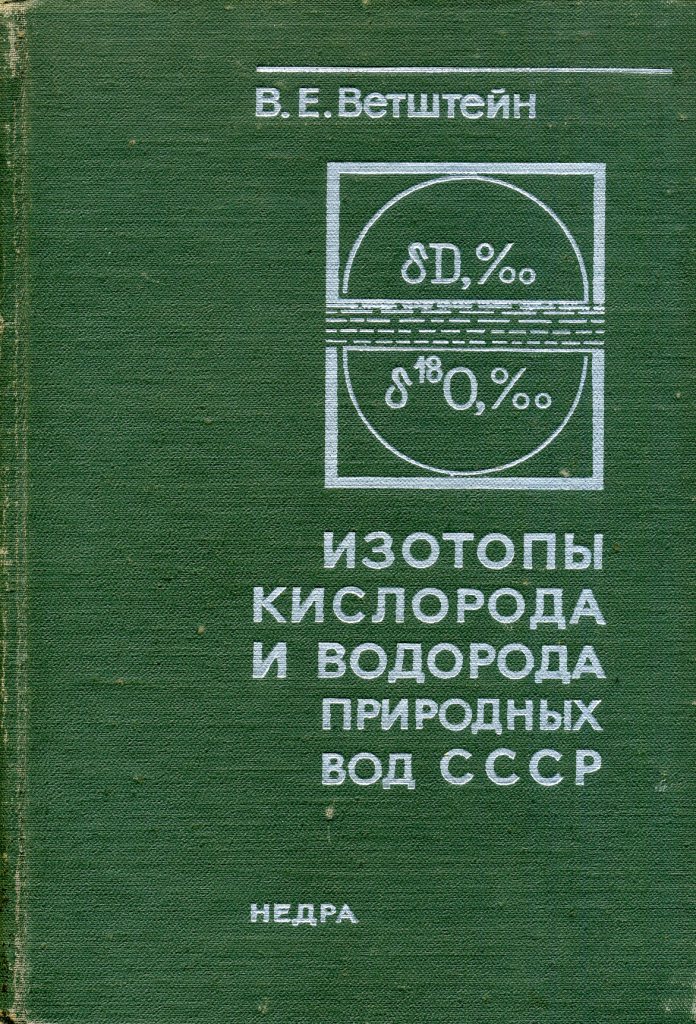 В. Е. Ветштейн
δD,‰
δ¹⁸O,‰
ИЗОТОПЫ
КИСЛОРОДА
И ВОДОРОДА
ПРИРОДНЫХ
ВОД СССР
НЕДРА